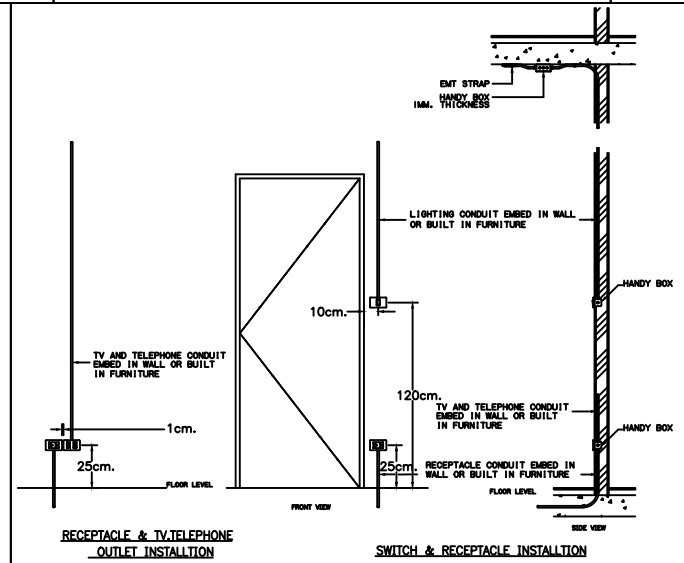 EMT STRAP
HANDY BOX
1MM. THICKNESS
LIGHTING CONDUIT EMBED IN WALL
OR BUILT IN FURNITURE
HANDY BOX
10cm.
TV AND TELEPHONE CONDUIT
EMBED IN WALL OR BUILT
IN FURNITURE
120cm.
1cm.
TV AND TELEPHONE CONDUIT
EMBED IN WALL OR BUILT IN
FURNITURE
HANDY BOX
25cm.
25cm.
RECEPTACLE CONDUIT EMBED IN
WALL OR BUILT IN FURNITURE
FLOOR LEVEL
FLOOR LEVEL
FRONT VIEW
SIDE VIEW
RECEPTACLE & TV.TELEPHONE
OUTLET INSTALLTION
SWITCH & RECEPTACLE INSTALLTION